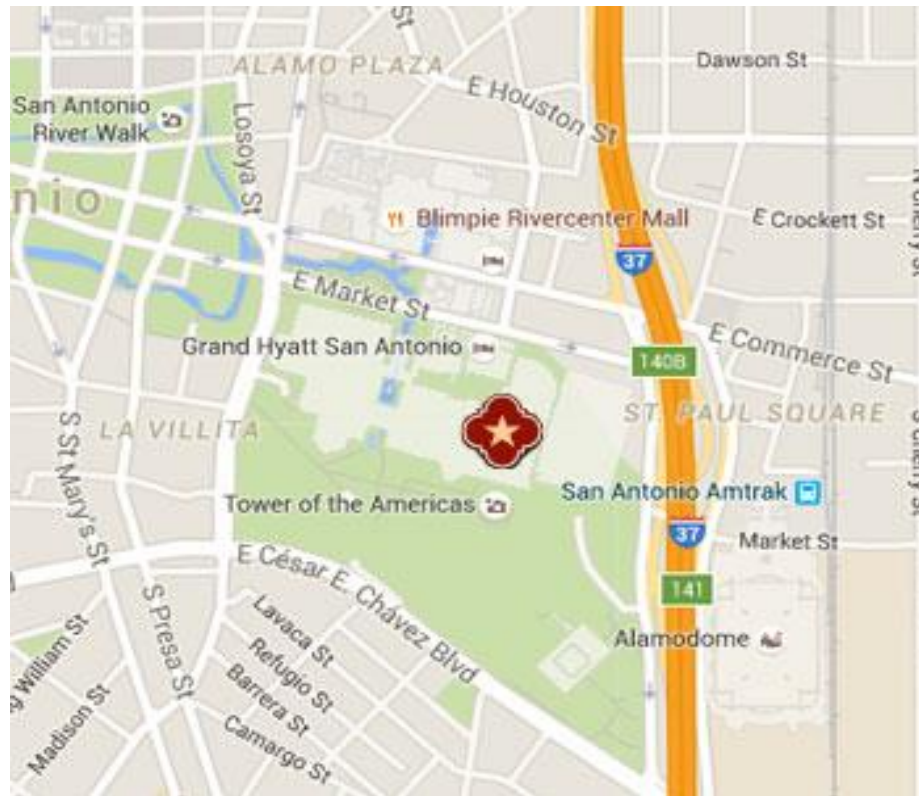 ALAMO PLAZA
Dawson St
E Houston St
San Antonio
River Walk
Losoya St
nio
Blimpie Rivercenter Mall
E Crockett St
37
E Market St
E Commerce St
Grand Hyatt San Antonio
140B
ST. PAUL SQUARE
LA VILLITA
S St Mary's St
San Antonio Amtrak
Tower of the Americas
37
Market St
E César E. Chávez Blvd
141
S Presa St
Lavaca St
Refugio St
Barrera St
Camargo St
Alamodome
William St
Madison St